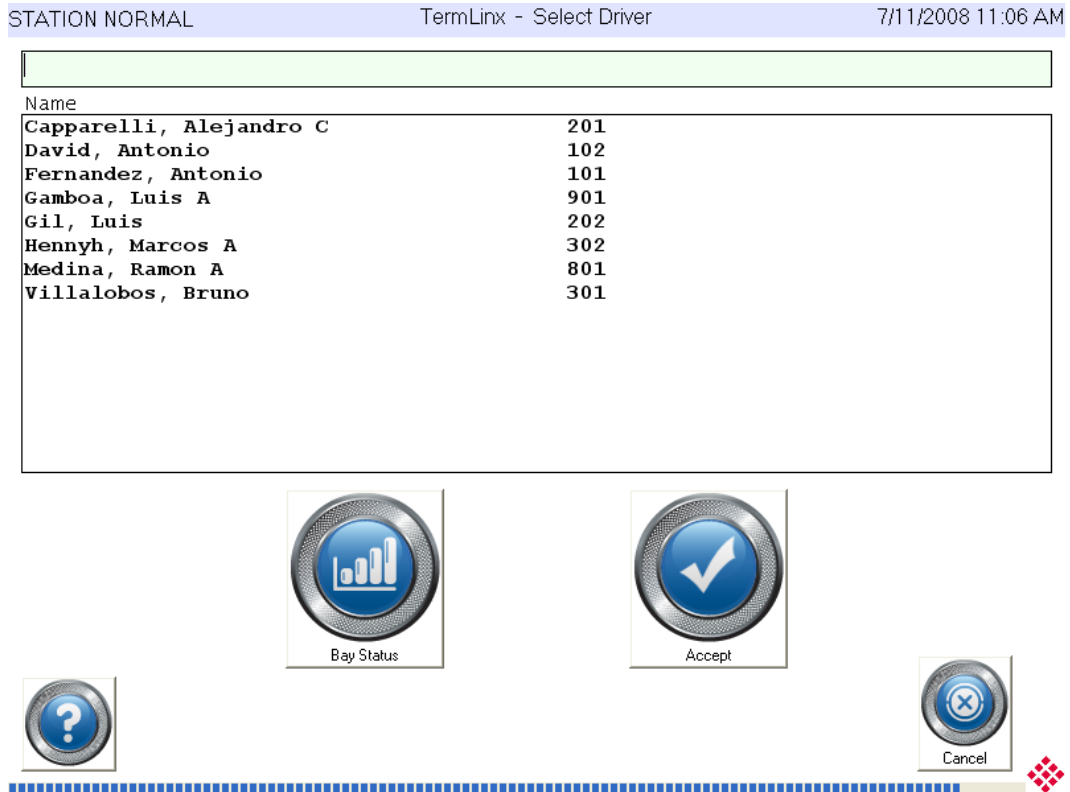 STATION NORMAL TermLinx - Select Driver 7/11/2008 11:06 AM
Name
Capparelli, Alejandro C 201
David, Antonio 102
Fernandez, Antonio 101
Gamboa, Luis A 901
Gil, Luis 202
Hennyh, Marcos A 302
Medina, Ramon A 801
Villalobos, Bruno 301
Bay Status Accept
? Cancel